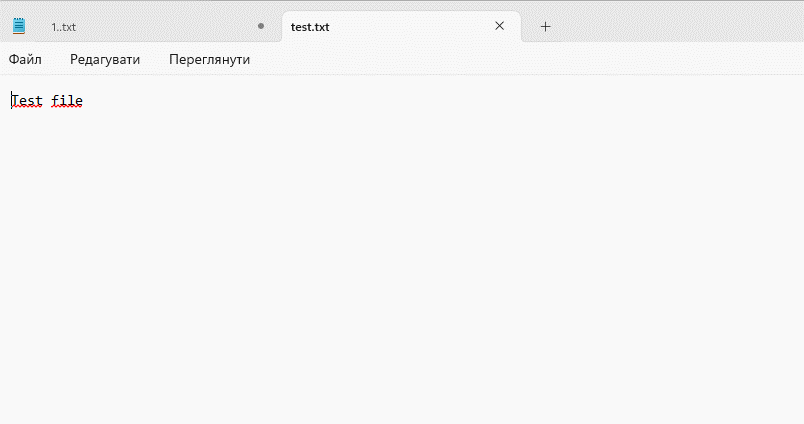 1..txt
test.txt
Файл Редагувати Переглянути
Test file